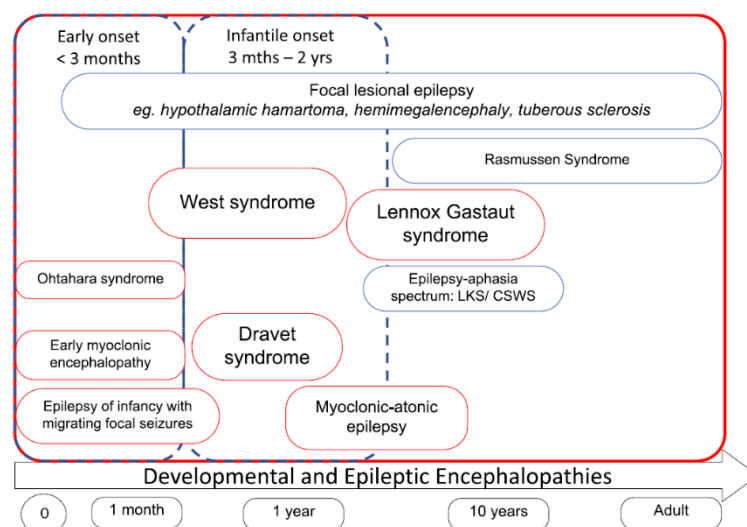 Early onset
< 3 months
Infantile onset
3 mths – 2 yrs
Focal lesional epilepsy
eg. hypothalamic hamartoma, hemimegalencephaly, tuberous sclerosis
Rasmussen Syndrome
West syndrome
Lennox Gastaut
syndrome
Ohtahara syndrome
Epilepsy-aphasia
spectrum: LKS/ CSWS
Early myoclonic
encephalopathy
Dravet
syndrome
Epilepsy of infancy with
migrating focal seizures
Myoclonic-atonic
epilepsy
Developmental and Epileptic Encephalopathies
0
1 month
1 year
10 years
Adult